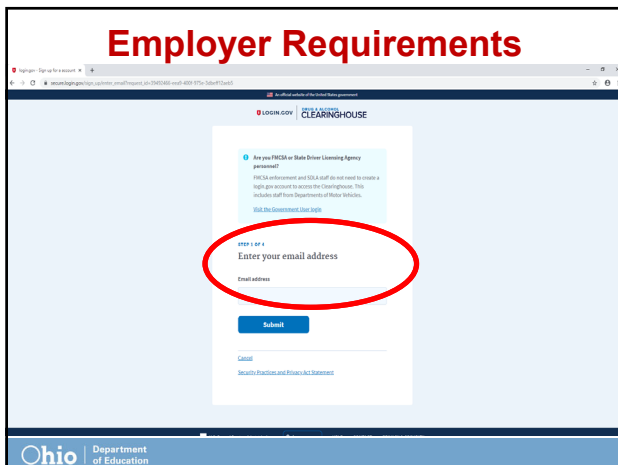 Employer Requirements
login.gov - Sign up for a account
An official website of the United States government
LOGIN.GOV
DRUG & ALCOHOL
CLEARINGHOUSE
Are you FMCSA or State Driver Licensing Agency
personnel?
FMCSA enforcement and SDLA staff do not need to create a
login.gov account to access the Clearinghouse. This
includes staff from Departments of Motor Vehicles.
Visit the Government User login
STEP 1 OF 4
Enter your email address
Email address
Submit
Cancel
Security Practices and Privacy Act Statement
Ohio
Department
of Education